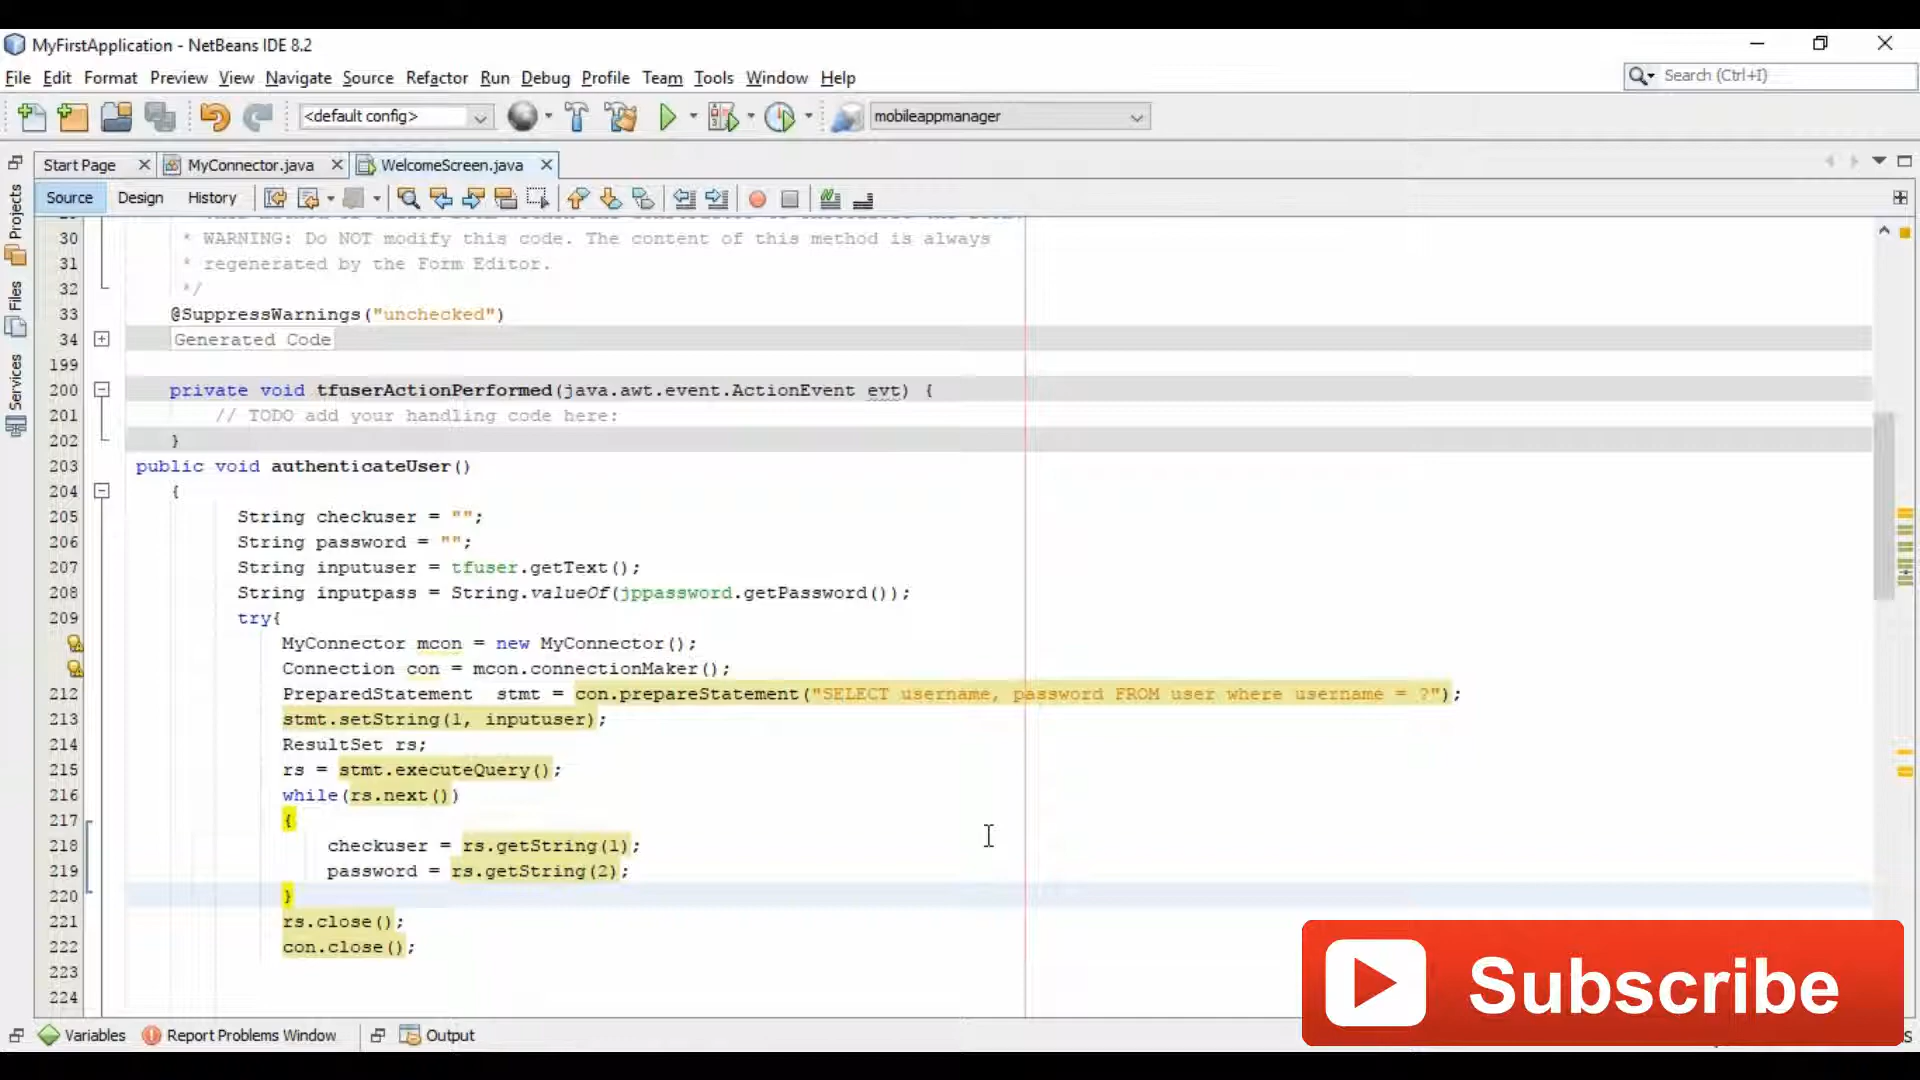 MyFirstApplication - NetBeans IDE 8.2
File Edit Format Preview View Navigate Source Refactor Run Debug Profile Team Tools Window Help
Search (Ctrl+I)
<default config>
mobileappmanager
Start Page
MyConnector.java
WelcomeScreen.java
Source Design History
Projects
Files
Services
30 * WARNING: Do NOT modify this code. The content of this method is always
31 * regenerated by the Form Editor.
32 */
33 @SuppressWarnings("unchecked")
34 Generated Code
199
200 private void tfuserActionPerformed(java.awt.event.ActionEvent evt) {
201 // TODO add your handling code here:
202 }
203 public void authenticateUser()
204 {
205 String checkuser = "";
206 String password = "";
207 String inputuser = tfuser.getText();
208 String inputpass = String.valueOf(jppassword.getPassword());
209 try{
MyConnector mcon = new MyConnector();
Connection con = mcon.connectionMaker();
212 PreparedStatement stmt = con.prepareStatement("SELECT username, password FROM user where username = ?");
213 stmt.setString(1, inputuser);
214 ResultSet rs;
215 rs = stmt.executeQuery();
216 while(rs.next())
217 {
218 checkuser = rs.getString(1);
219 password = rs.getString(2);
220 }
221 rs.close();
222 con.close();
223
224
Subscribe
Variables Report Problems Window Output